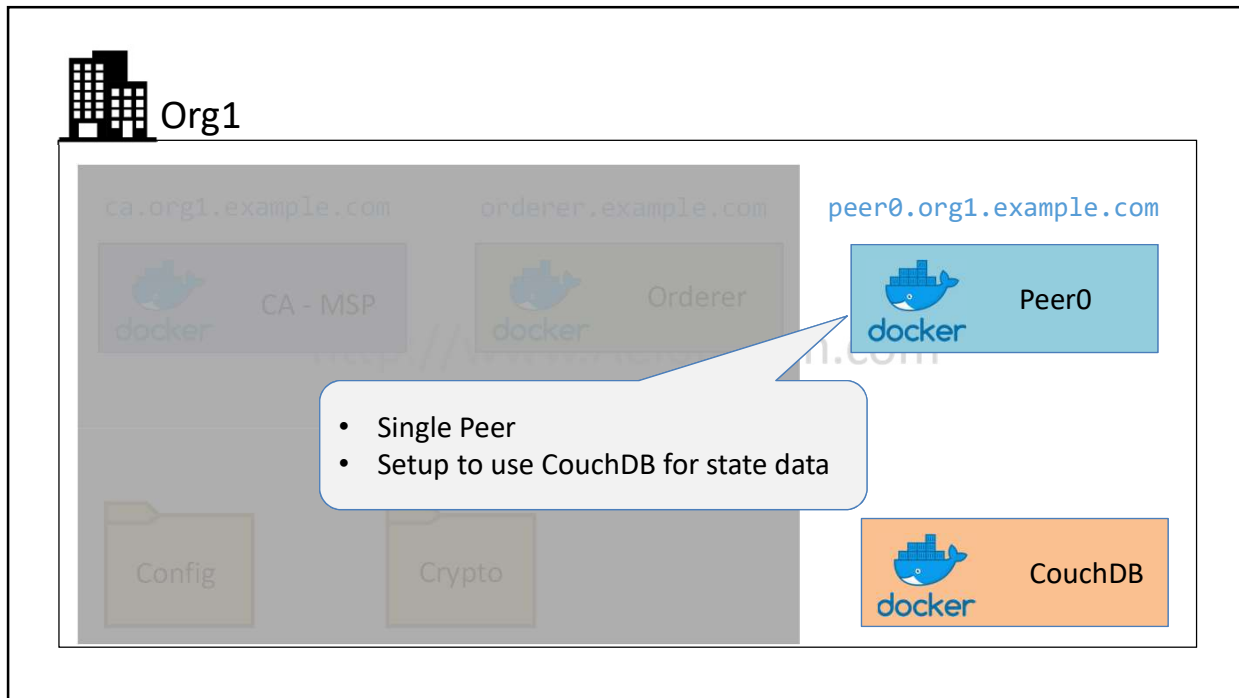 Org1
ca.org1.example.com
orderer.example.com
peer0.org1.example.com
docker
CA - MSP
docker
Orderer
docker
Peer0
• Single Peer
• Setup to use CouchDB for state data
Config
Crypto
docker
CouchDB